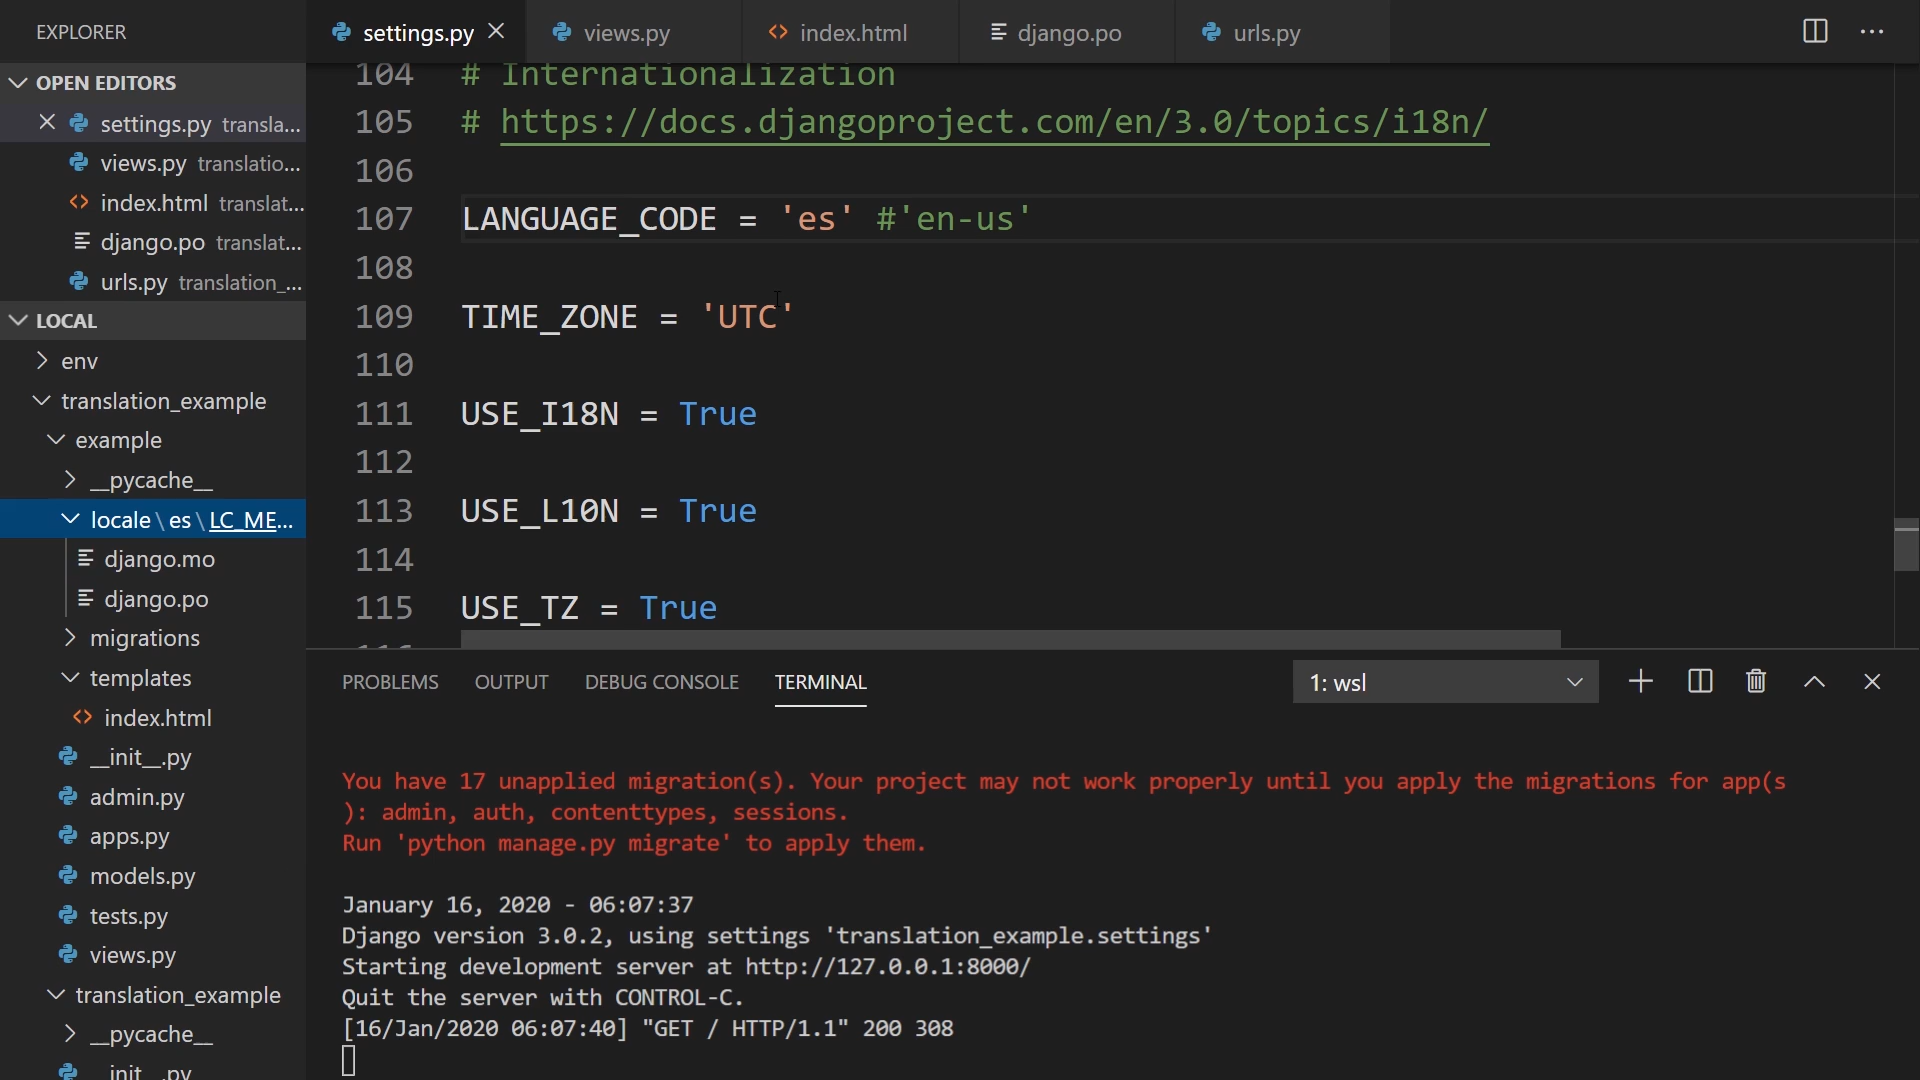 EXPLORER
settings.py
views.py
<> index.html
django.po
urls.py
OPEN EDITORS
settings.py transla...
views.py translatio...
<> index.html translat...
django.po translat...
urls.py translation_...
LOCAL
env
translation_example
example
__pycache__
locale\es\LC_ME...
django.mo
django.po
migrations
templates
<> index.html
__init__.py
admin.py
apps.py
models.py
tests.py
views.py
translation_example
__pycache__
__init__.py
104 # Internationalization
105 # https://docs.djangoproject.com/en/3.0/topics/i18n/
106
107 LANGUAGE_CODE = 'es' #'en-us'
108
109 TIME_ZONE = 'UTC'
110
111 USE_I18N = True
112
113 USE_L10N = True
114
115 USE_TZ = True
PROBLEMS OUTPUT DEBUG CONSOLE TERMINAL
1: wsl
You have 17 unapplied migration(s). Your project may not work properly until you apply the migrations for app(s
): admin, auth, contenttypes, sessions.
Run 'python manage.py migrate' to apply them.
January 16, 2020 - 06:07:37
Django version 3.0.2, using settings 'translation_example.settings'
Starting development server at http://127.0.0.1:8000/
Quit the server with CONTROL-C.
[16/Jan/2020 06:07:40] "GET / HTTP/1.1" 200 308